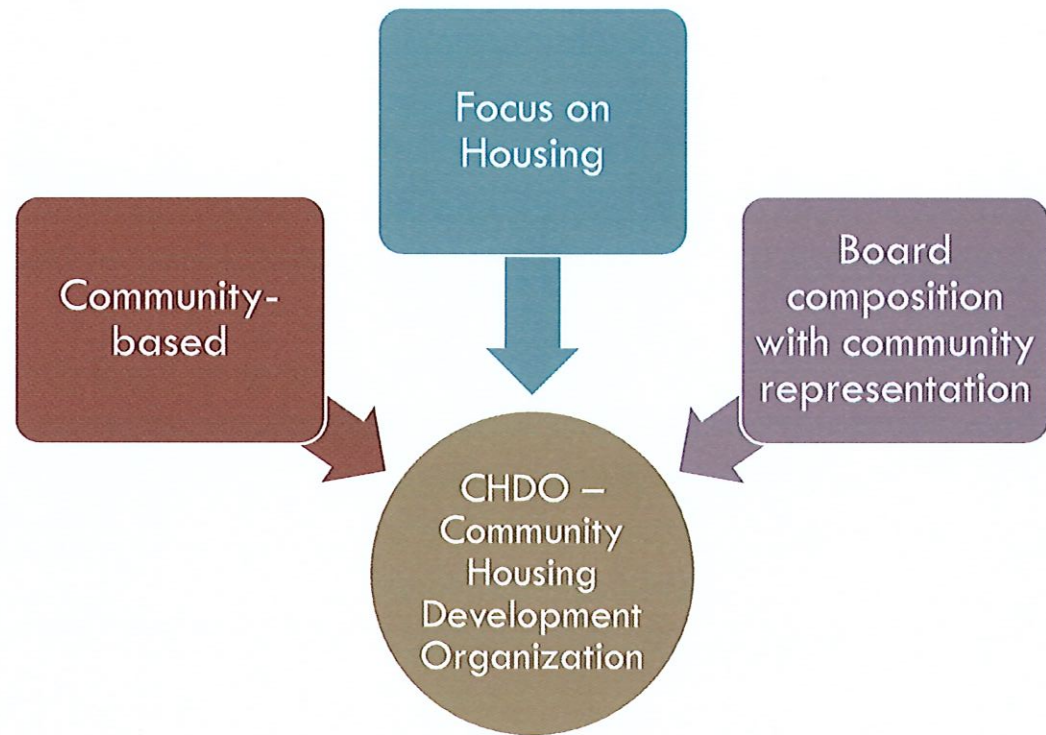 Focus on
Housing
Community-
based
Board
composition
with community
representation
CHDO –
Community
Housing
Development
Organization